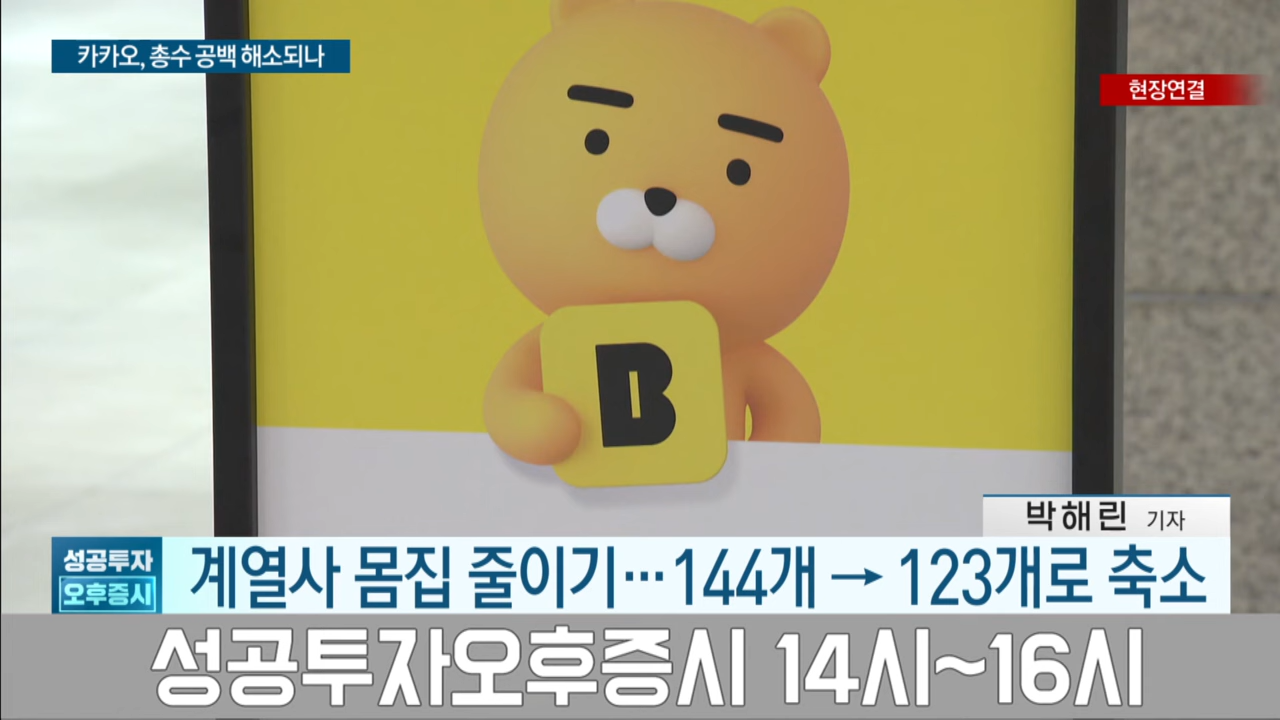 카카오, 총수 공백 해소되나
현장연결
B
박해린 기자
성공투자
오후증시
계열사 몸집 줄이기…144개 → 123개로 축소
성공투자오후증시 14시~16시